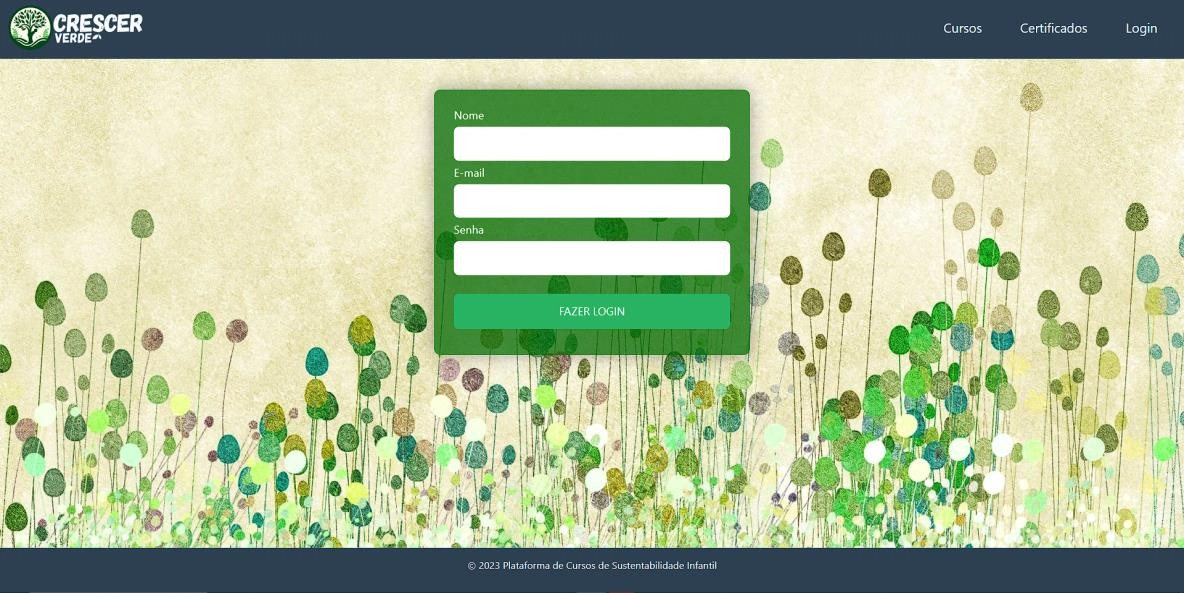 CRESCER
VERDE
Cursos
Certificados
Login
Nome
E-mail
Senha
FAZER LOGIN
© 2023 Plataforma de Cursos de Sustentabilidade Infantil